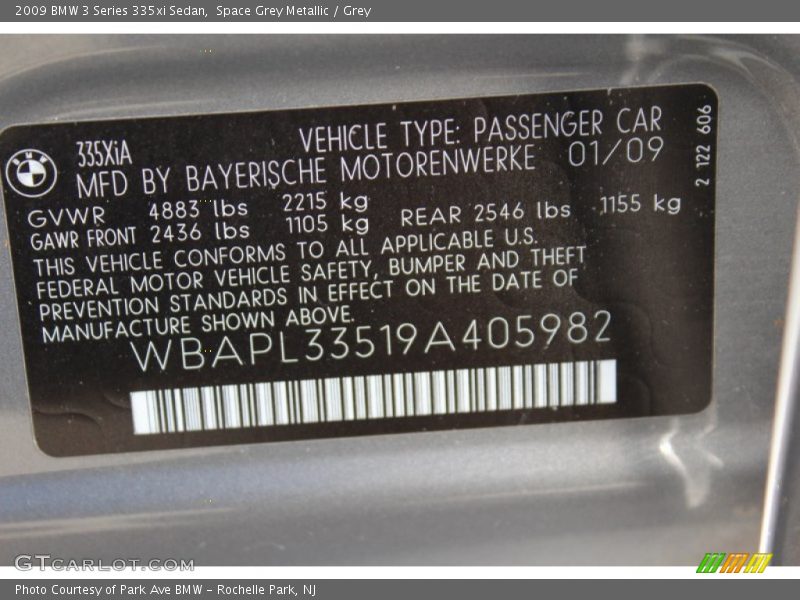 2009 BMW 3 Series 335xi Sedan,  Space Grey Metallic / Grey
BMW
335XiA
VEHICLE TYPE: PASSENGER CAR
MFD BY BAYERISCHE MOTORENWERKE 01/09
GVWR 4883 lbs 2215 kg
GAWR FRONT 2436 lbs 1105 kg REAR 2546 lbs 1155 kg
THIS VEHICLE CONFORMS TO ALL APPLICABLE U.S.
FEDERAL MOTOR VEHICLE SAFETY, BUMPER AND THEFT
PREVENTION STANDARDS IN EFFECT ON THE DATE OF
MANUFACTURE SHOWN ABOVE.
WBAPL33519A405982
2 122 606
GTCARLOT.COM
Photo Courtesy of Park Ave BMW - Rochelle Park, NJ